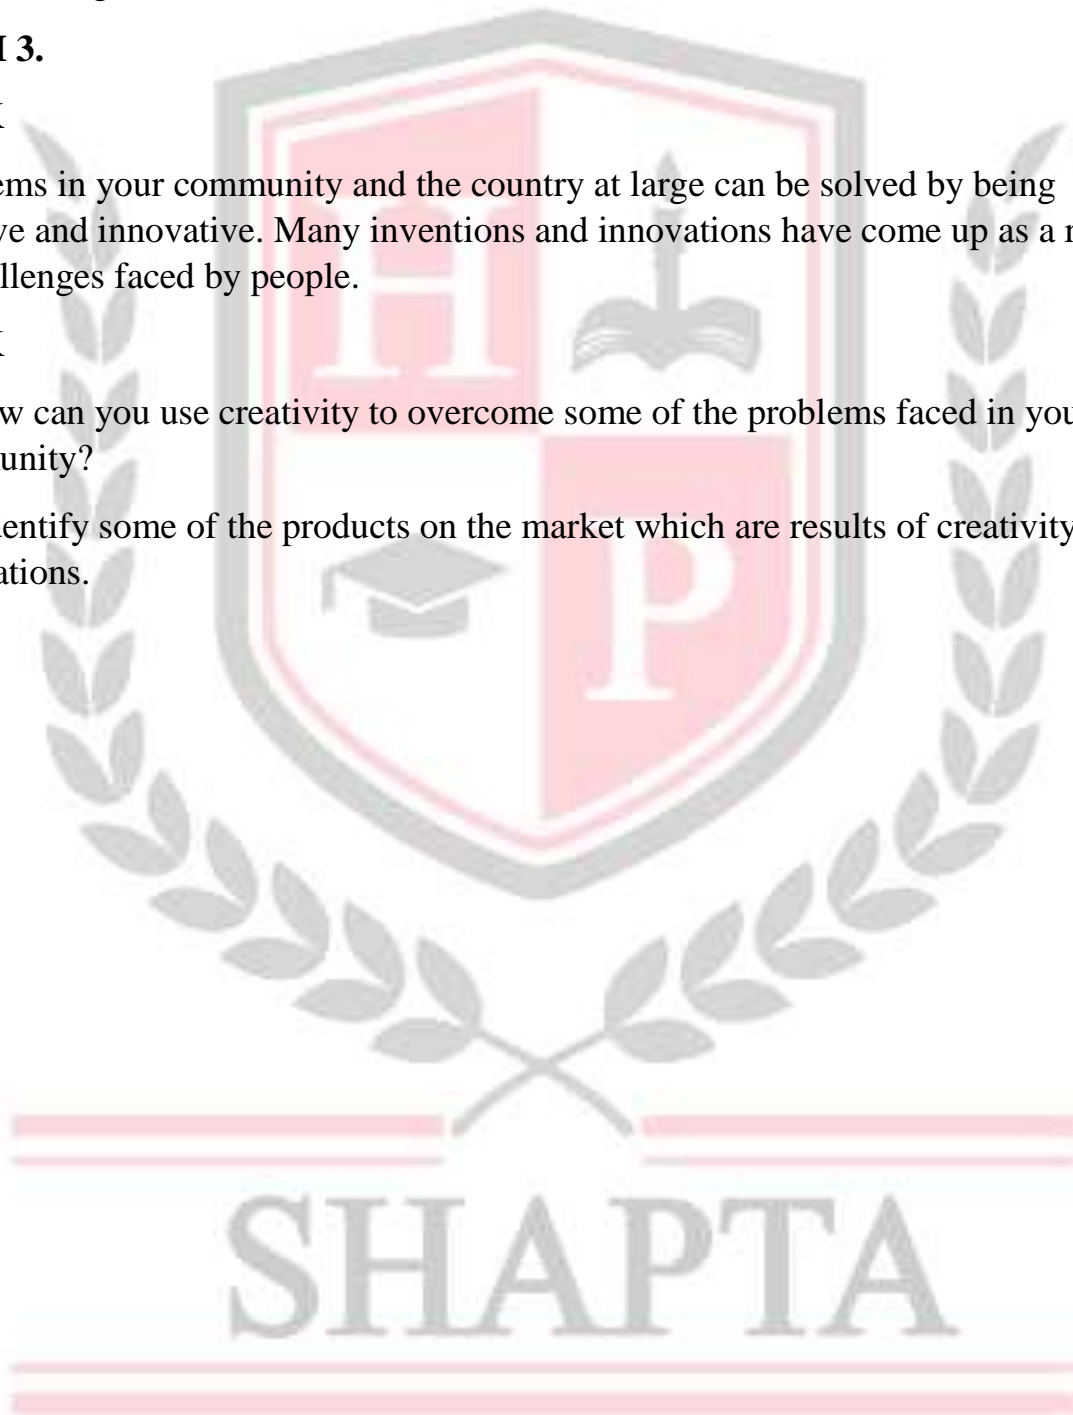 I 3.
ems in your community and the country at large can be solved by being
ve and innovative. Many inventions and innovations have come up as a r
llenges faced by people.
w can you use creativity to overcome some of the problems faced in you
unity?
dentify some of the products on the market which are results of creativity
ations.
H
P
SHAPTA